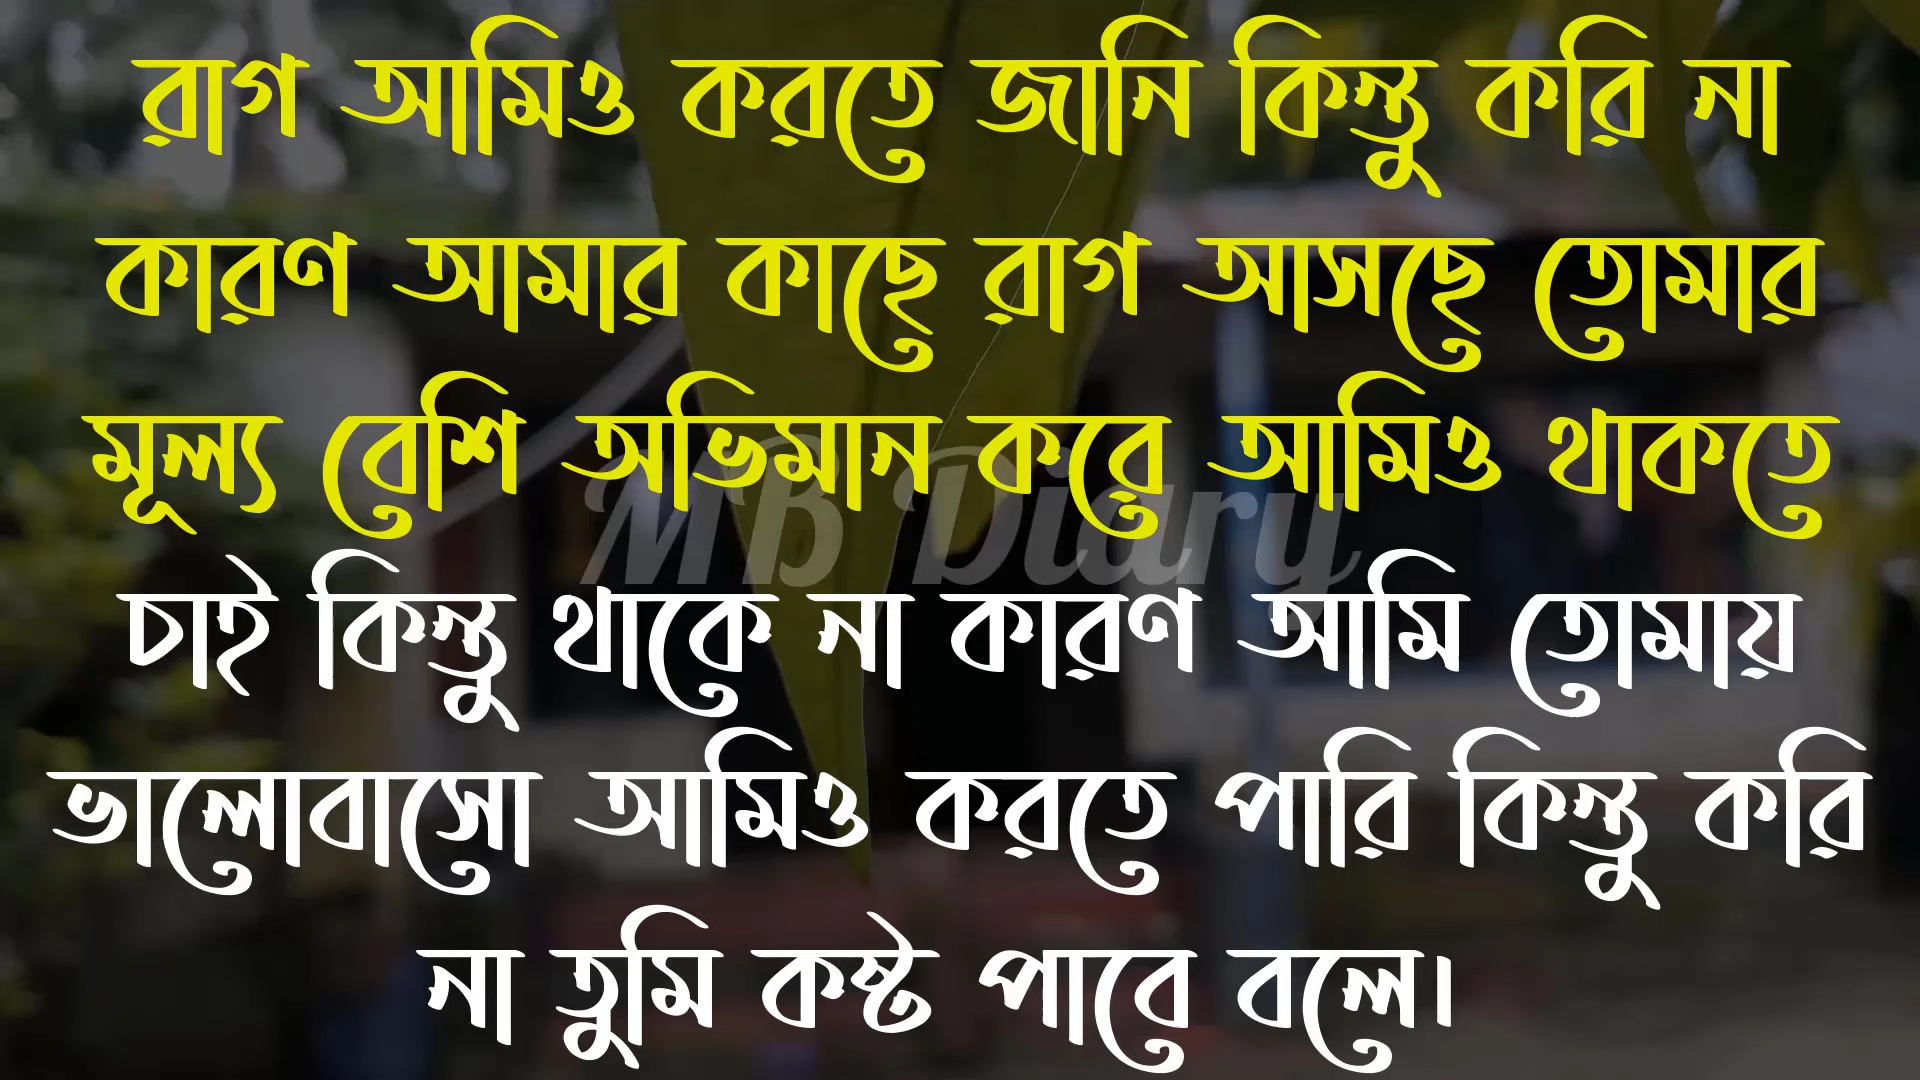 রাগ আমিও করতে জানি কিন্তু করি না
কারণ আমার কাছে রাগ আসছে তোমার
মূল্য বেশি অভিমান করে আমিও থাকতে
MB Diary
চাই কিন্তু থাকে না কারণ আমি তোমায়
ভালোবাসো আমিও করতে পারি কিন্তু করি
না তুমি কষ্ট পাবে বলে।